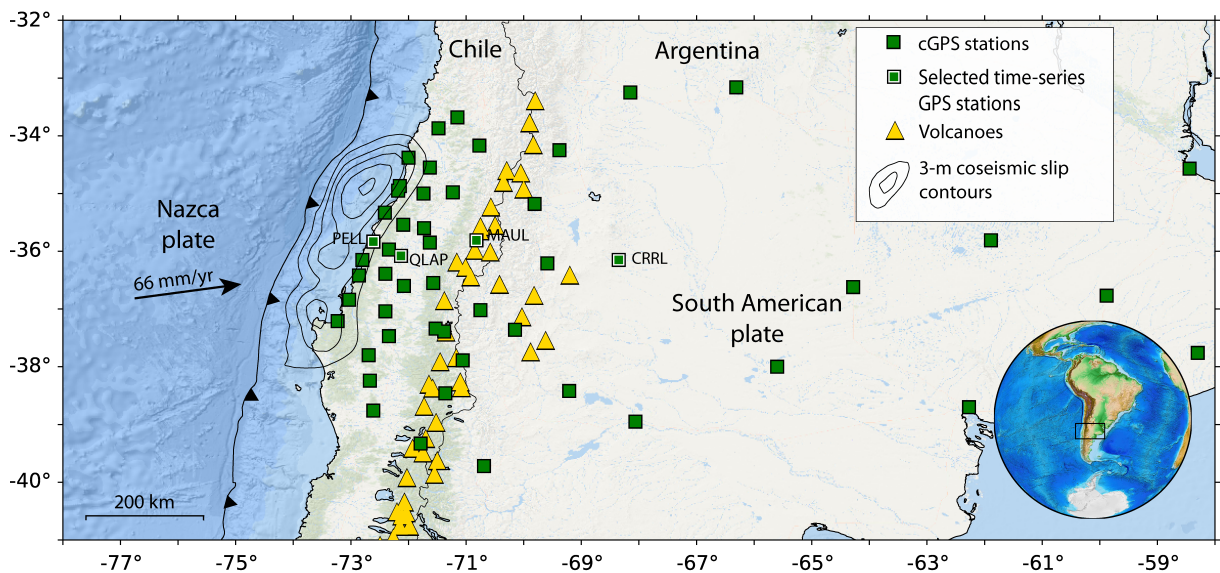 -32°
-34°
-36°
-38°
-40°
Chile
Argentina
cGPS stations
Selected time-series
GPS stations
Volcanoes
3-m coseismic slip
contours
Nazca
plate
66 mm/yr
PELL
QLAP
MAUL
CRRL
South American
plate
200 km
-77°
-75°
-73°
-71°
-69°
-67°
-65°
-63°
-61°
-59°